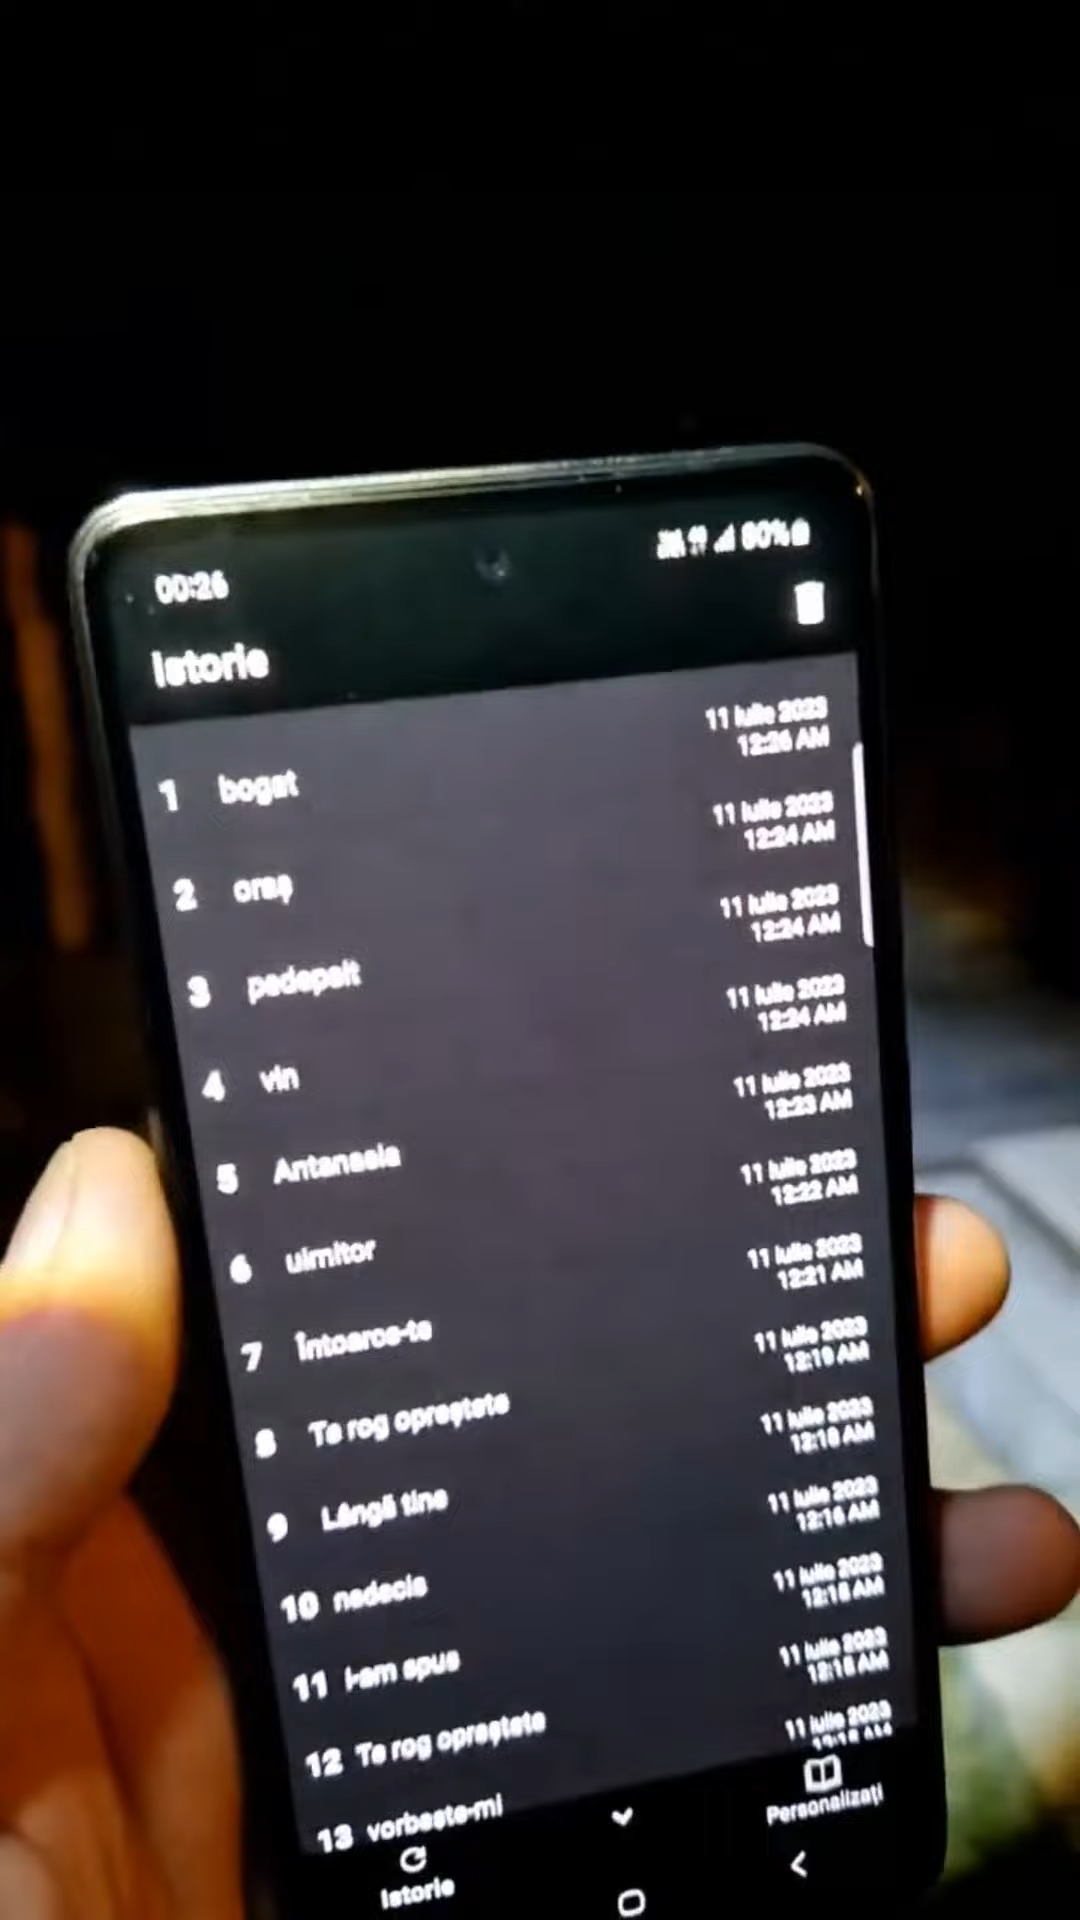 00:26
80%
Istorie
11 iulie 2023
12:26 AM
1 bogat
11 iulie 2023
12:24 AM
2 oraș
11 iulie 2023
12:24 AM
3 pedepsit
11 iulie 2023
12:24 AM
4 vin
11 iulie 2023
12:23 AM
5 Antanasia
11 iulie 2023
12:22 AM
6 uimitor
11 iulie 2023
12:21 AM
7 Întoarce-te
11 iulie 2023
12:19 AM
8 Te rog oprește
11 iulie 2023
12:18 AM
9 Lângă tine
11 iulie 2023
12:16 AM
10 nedecis
11 iulie 2023
12:16 AM
11 i-am spus
11 iulie 2023
12:16 AM
12 Te rog opreștete
11 iulie 2023
13 vorbeste-mi
Personalizați
Istorie